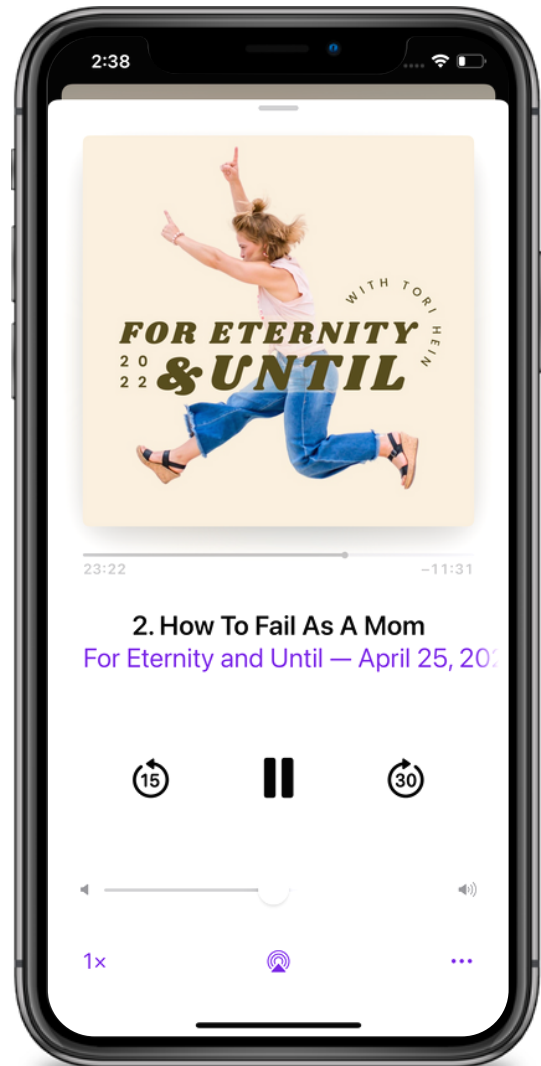 2:38
WITH TORI HEIN
FOR ETERNITY
20
22
& UNTIL
23:22
–11:31
2. How To Fail As A Mom
For Eternity and Until — April 25, 202
15
30
1×